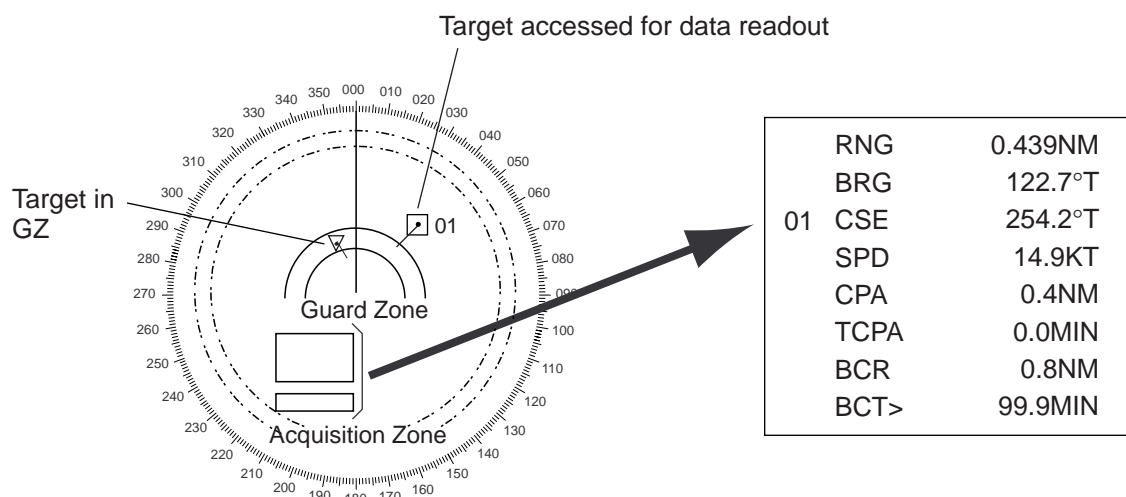 Target accessed for data readout
000
010
020
030
040
050
060
070
080
090
100
110
120
130
140
150
160
170
180
190
200
210
220
230
240
250
260
270
280
290
300
310
320
330
340
350
Target in
GZ
01
Guard Zone
Acquisition Zone
RNG 0.439NM
BRG 122.7°T
01 CSE 254.2°T
SPD 14.9KT
CPA 0.4NM
TCPA 0.0MIN
BCR 0.8NM
BCT> 99.9MIN